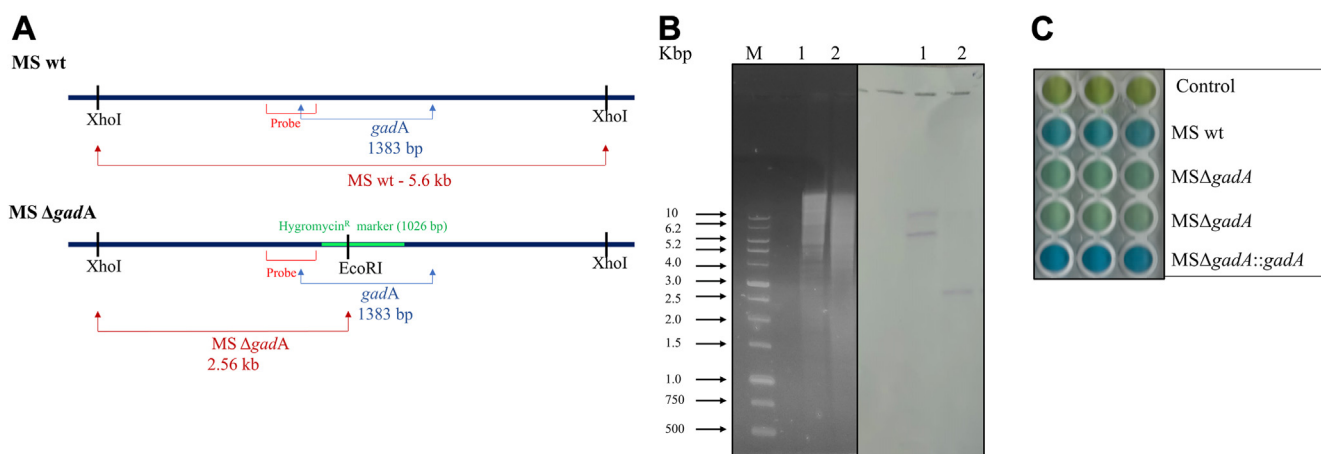 A
MS wt
XhoI
XhoI
Probe
gadA
1383 bp
MS wt - 5.6 kb
MS ΔgadA
Hygromycinᴿ marker (1026 bp)
XhoI
EcoRI
XhoI
Probe
gadA
1383 bp
MS ΔgadA
2.56 kb
B
Kbp
M 1 2
1 2
10
6.2
5.2
4.0
3.0
2.5
2.0
1.5
1.0
750
500
C
Control
MS wt
MSΔgadA
MSΔgadA
MSΔgadA::gadA